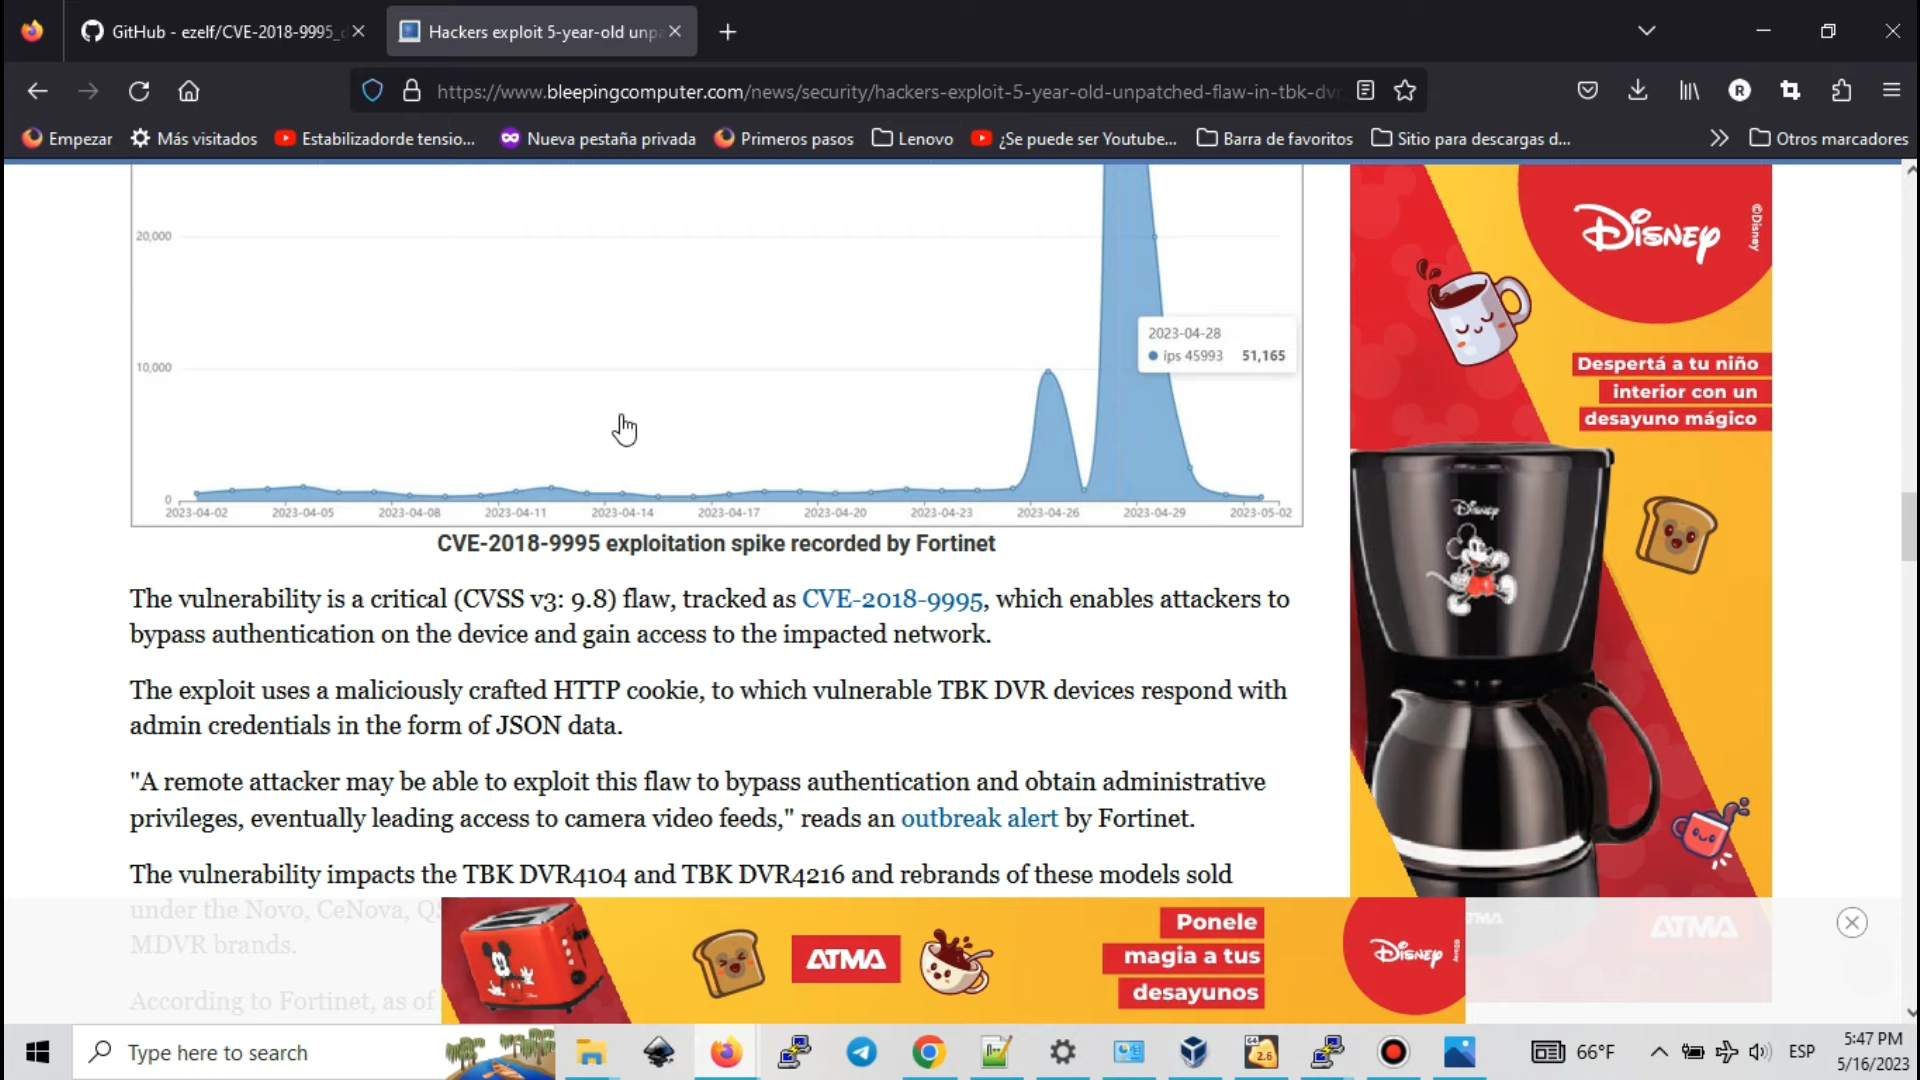 GitHub - ezelf/CVE-2018-9995_d
Hackers exploit 5-year-old unpa
https://www.bleepingcomputer.com/news/security/hackers-exploit-5-year-old-unpatched-flaw-in-tbk-dvr
Empezar
Más visitados
Estabilizadorde tensio...
Nueva pestaña privada
Primeros pasos
Lenovo
¿Se puede ser Youtube...
Barra de favoritos
Sitio para descargas d...
Otros marcadores
20,000
10,000
0
2023-04-28
ips 45993 51,165
2023-04-02 2023-04-05 2023-04-08 2023-04-11 2023-04-14 2023-04-17 2023-04-20 2023-04-23 2023-04-26 2023-04-29 2023-05-02
CVE-2018-9995 exploitation spike recorded by Fortinet
The vulnerability is a critical (CVSS v3: 9.8) flaw, tracked as CVE-2018-9995, which enables attackers to
bypass authentication on the device and gain access to the impacted network.
The exploit uses a maliciously crafted HTTP cookie, to which vulnerable TBK DVR devices respond with
admin credentials in the form of JSON data.
"A remote attacker may be able to exploit this flaw to bypass authentication and obtain administrative
privileges, eventually leading access to camera video feeds," reads an outbreak alert by Fortinet.
The vulnerability impacts the TBK DVR4104 and TBK DVR4216 and rebrands of these models sold
under the Novo, CeNova, QS
MDVR brands.
According to Fortinet, as of
Disney
©Disney
Despertá a tu niño
interior con un
desayuno mágico
Disney
ATMA
ATMA
Ponele
magia a tus
desayunos
Disney
©Disney
Type here to search
64
2.6
66°F
ESP
5:47 PM
5/16/2023